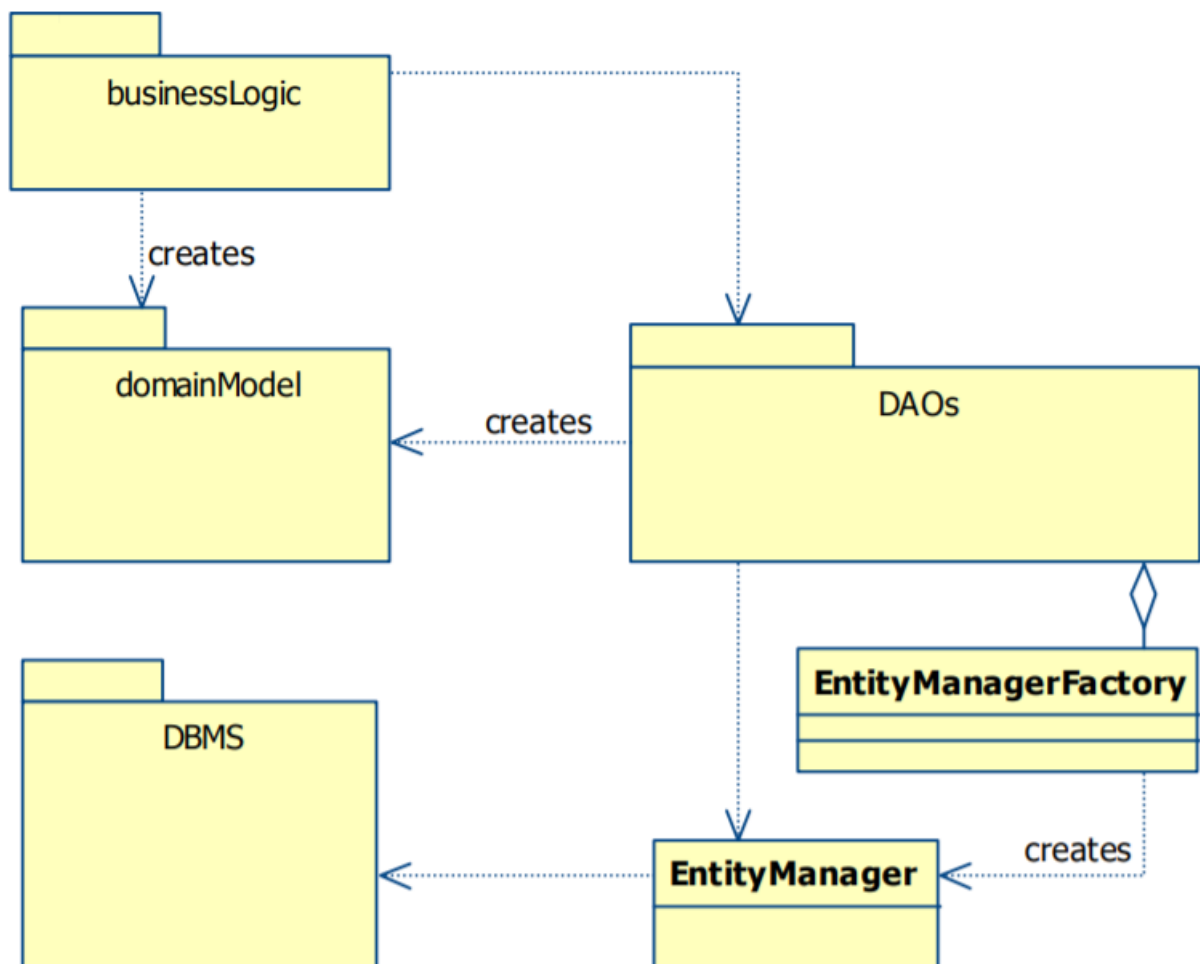 businessLogic
creates
domainModel
creates
DAOs
DBMS
EntityManagerFactory
creates
EntityManager